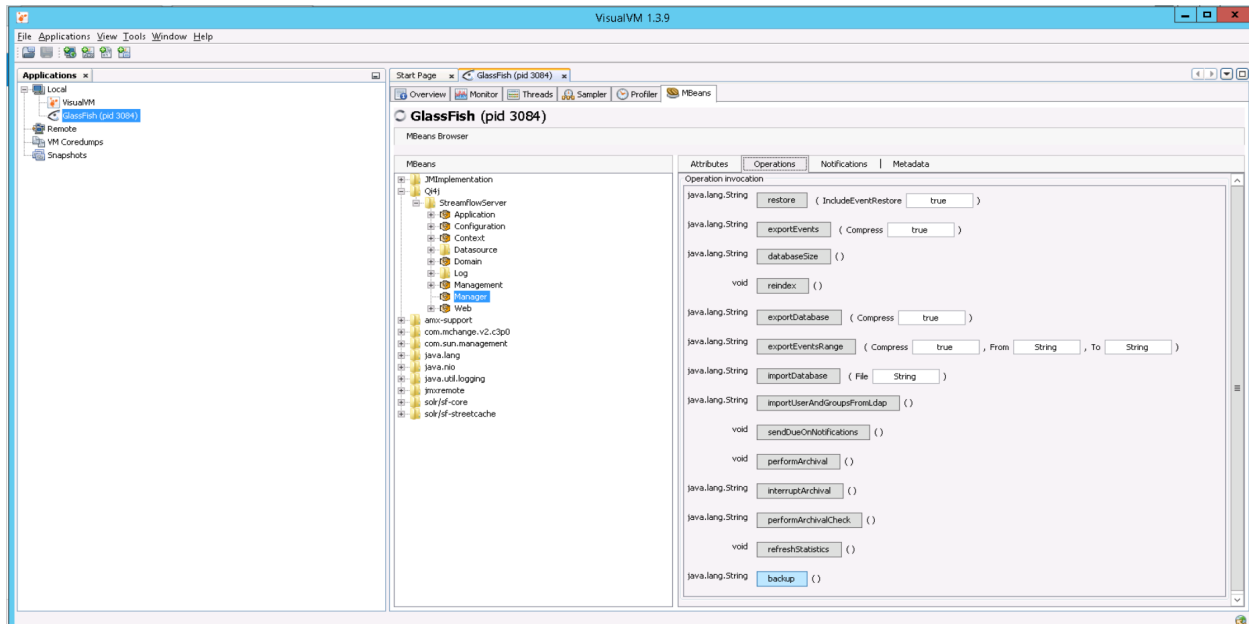 VisualVM 1.3.9
File Applications View Tools Window Help
Applications
Local
VisualVM
GlassFish (pid 3084)
Remote
VM Coredumps
Snapshots
Start Page
GlassFish (pid 3084)
Overview Monitor Threads Sampler Profiler MBeans
GlassFish (pid 3084)
MBeans Browser
MBeans
JMImplementation
Qi4j
StreamflowServer
Application
Configuration
Context
Datasource
Domain
Log
Management
Manager
Web
amx-support
com.mchange.v2.c3p0
com.sun.management
java.lang
java.nio
java.util.logging
jmxremote
solr/sf-core
solr/sf-streetcache
Attributes Operations Notifications Metadata
Operation invocation
java.lang.String restore ( IncludeEventRestore true )
java.lang.String exportEvents ( Compress true )
java.lang.String databaseSize ()
void reindex ()
java.lang.String exportDatabase ( Compress true )
java.lang.String exportEventsRange ( Compress true , From String , To String )
java.lang.String importDatabase ( File String )
java.lang.String importUserAndGroupsFromLdap ()
void sendDueOnNotifications ()
void performArchival ()
java.lang.String interruptArchival ()
java.lang.String performArchivalCheck ()
void refreshStatistics ()
java.lang.String backup ()